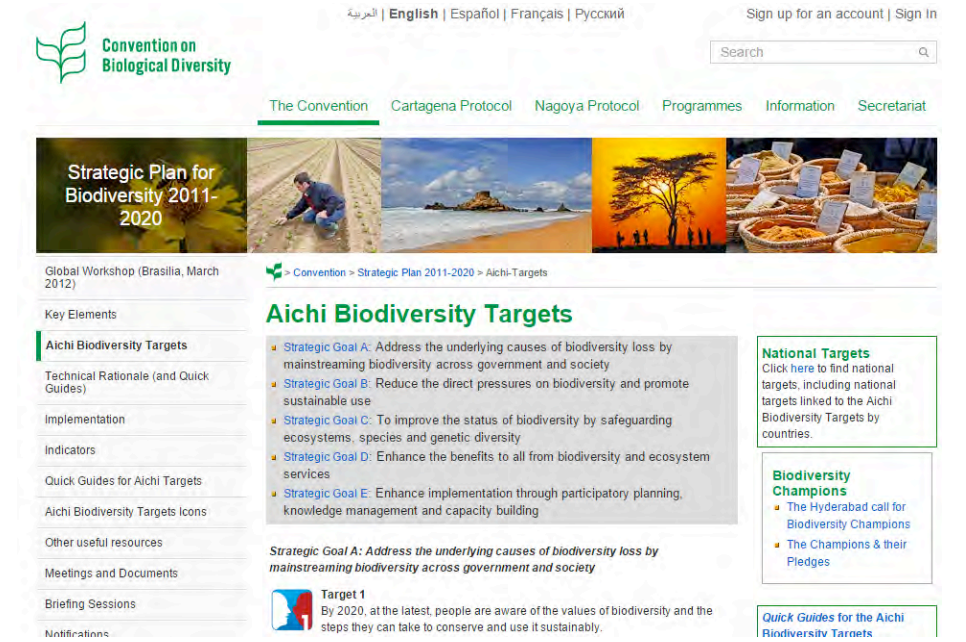 العربية | English | Español | Français | Русский
Sign up for an account | Sign In
Convention on
Biological Diversity
Search
The Convention Cartagena Protocol Nagoya Protocol Programmes Information Secretariat
Strategic Plan for
Biodiversity 2011-
2020
Global Workshop (Brasilia, March
2012)
Key Elements
Aichi Biodiversity Targets
Technical Rationale (and Quick
Guides)
Implementation
Indicators
Quick Guides for Aichi Targets
Aichi Biodiversity Targets Icons
Other useful resources
Meetings and Documents
Briefing Sessions
Notifications
> Convention > Strategic Plan 2011-2020 > Aichi-Targets
Aichi Biodiversity Targets
Strategic Goal A: Address the underlying causes of biodiversity loss by
mainstreaming biodiversity across government and society
Strategic Goal B: Reduce the direct pressures on biodiversity and promote
sustainable use
Strategic Goal C: To improve the status of biodiversity by safeguarding
ecosystems, species and genetic diversity
Strategic Goal D: Enhance the benefits to all from biodiversity and ecosystem
services
Strategic Goal E: Enhance implementation through participatory planning,
knowledge management and capacity building
Strategic Goal A: Address the underlying causes of biodiversity loss by
mainstreaming biodiversity across government and society
1
Target 1
By 2020, at the latest, people are aware of the values of biodiversity and the
steps they can take to conserve and use it sustainably.
National Targets
Click here to find national
targets, including national
targets linked to the Aichi
Biodiversity Targets by
countries.
Biodiversity
Champions
The Hyderabad call for
Biodiversity Champions
The Champions & their
Pledges
Quick Guides for the Aichi
Biodiversity Targets